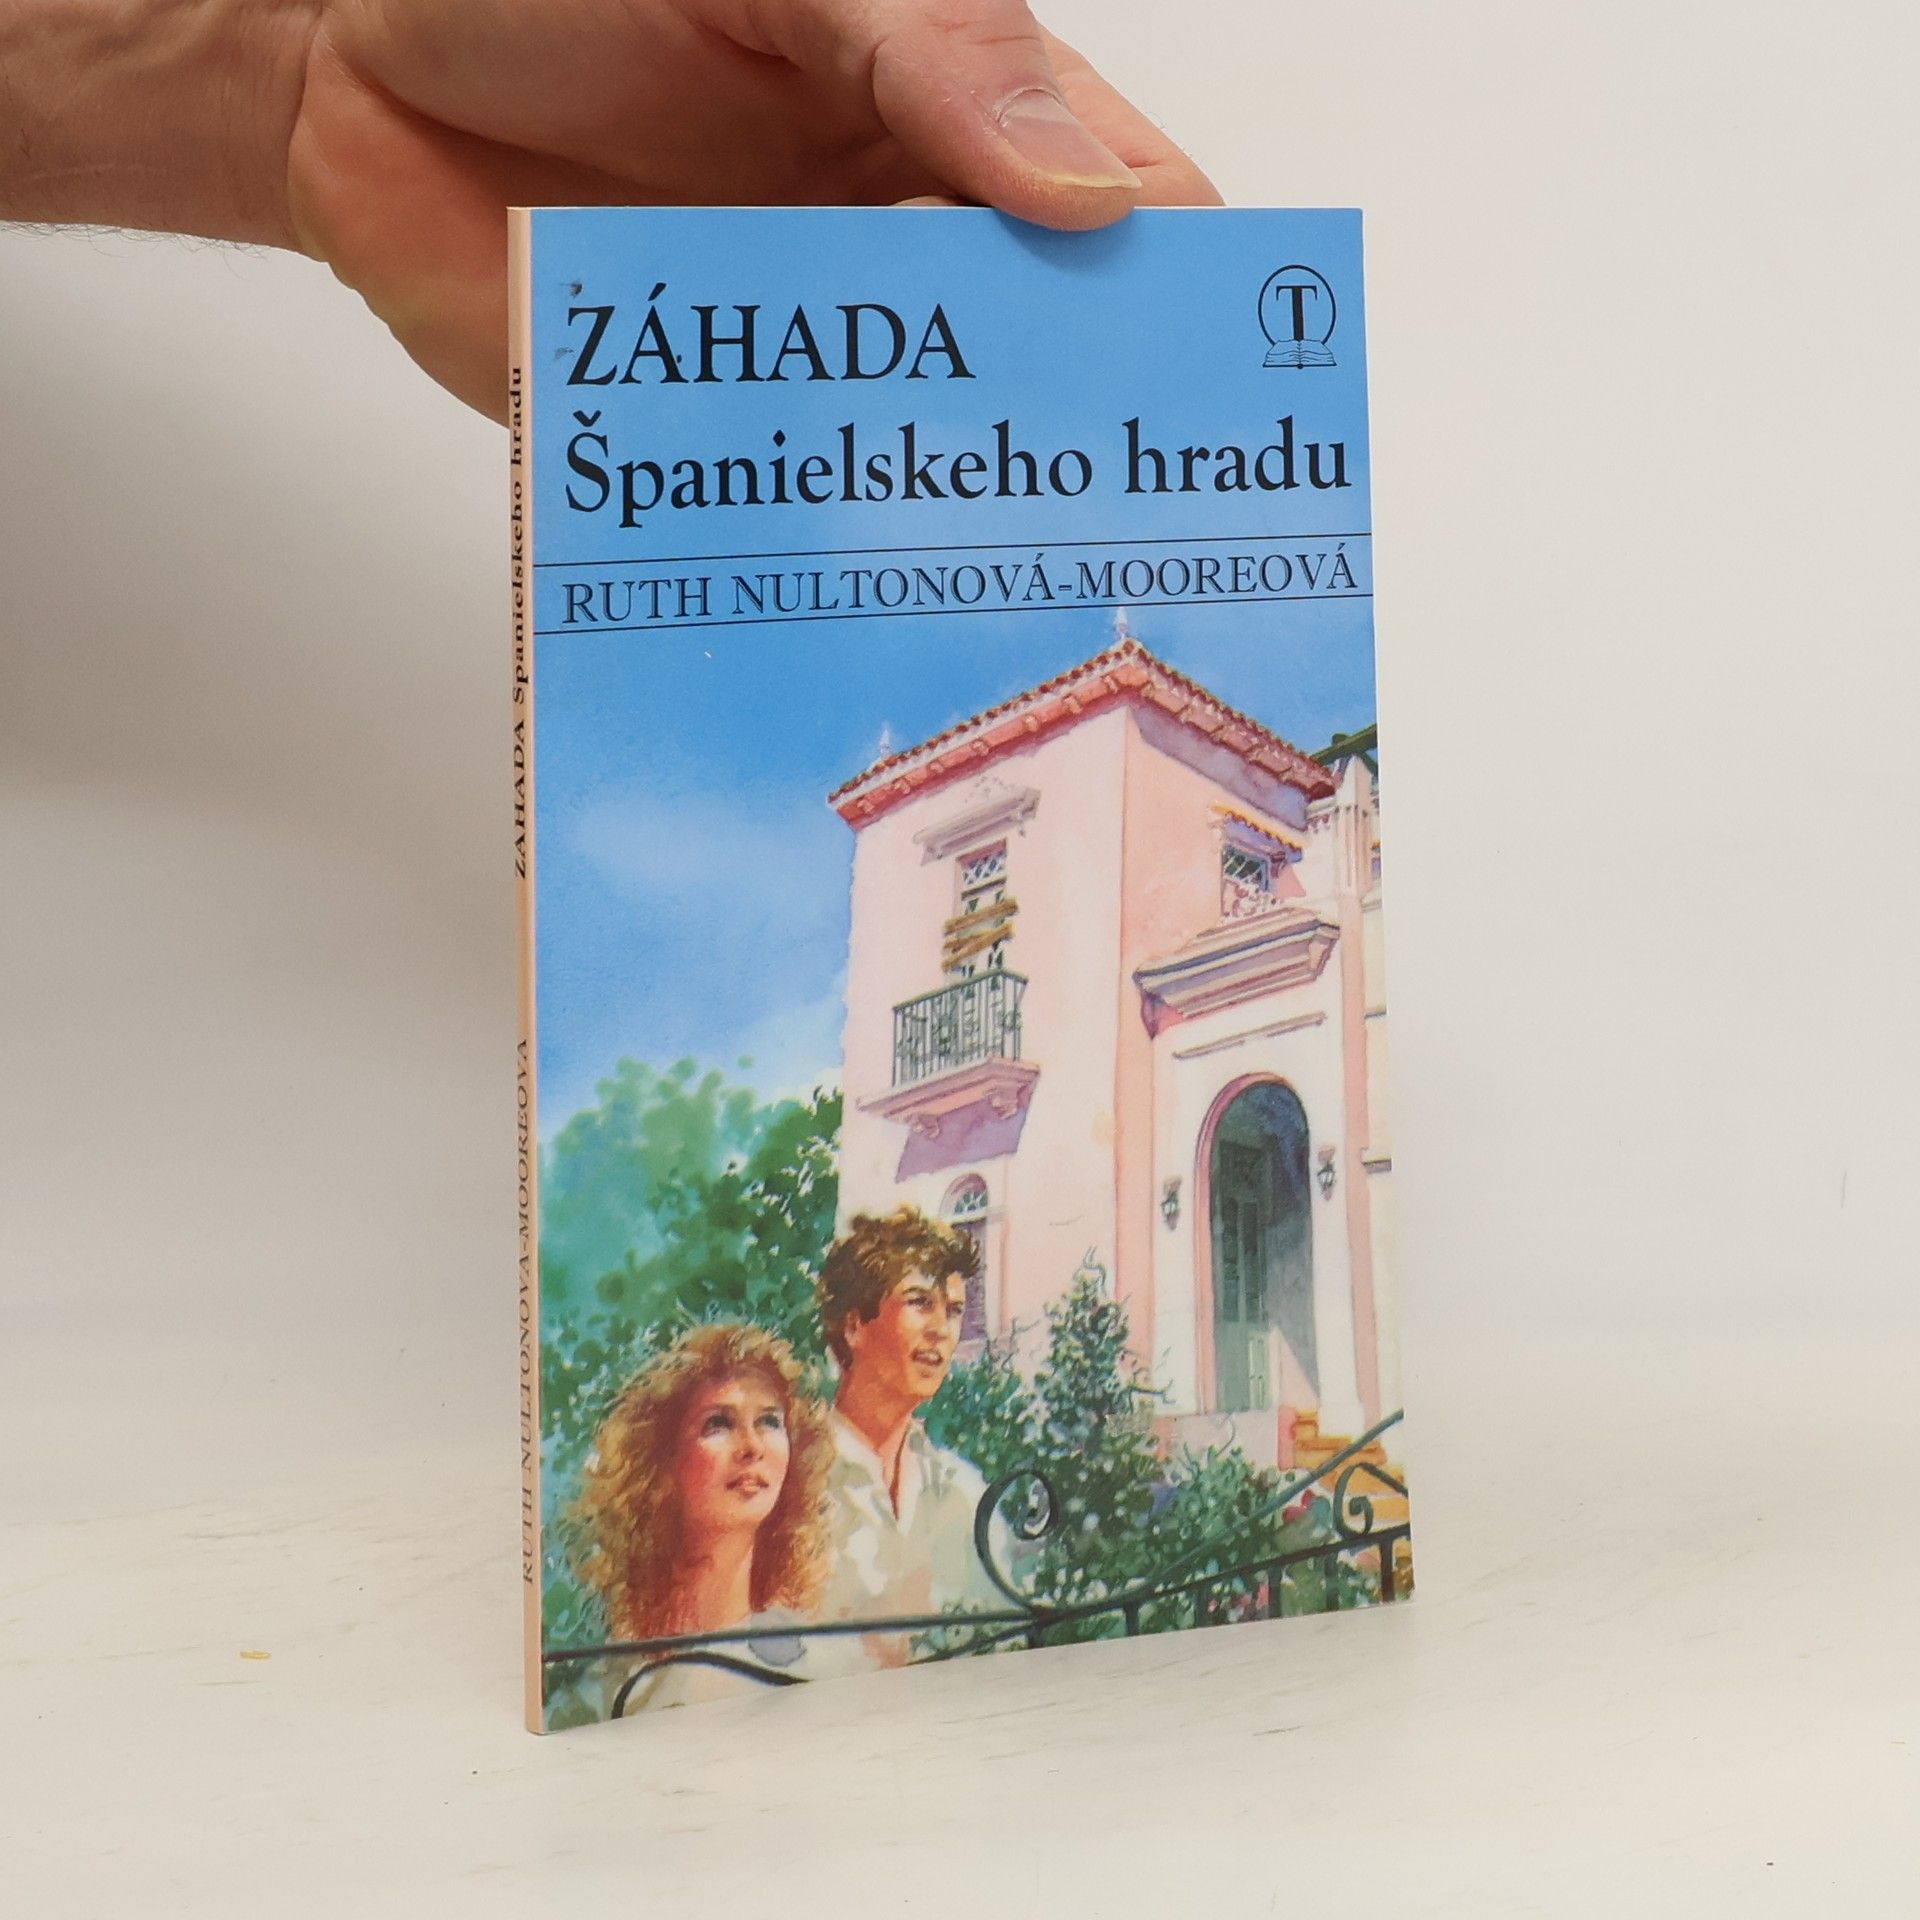 ZÁHADA
Španielskeho hradu
RUTH NULTONOVÁ-MOOREOVÁ
T
RUTH NULTONOVÁ-MOOREOVÁ ZÁHADA Španielskeho hradu